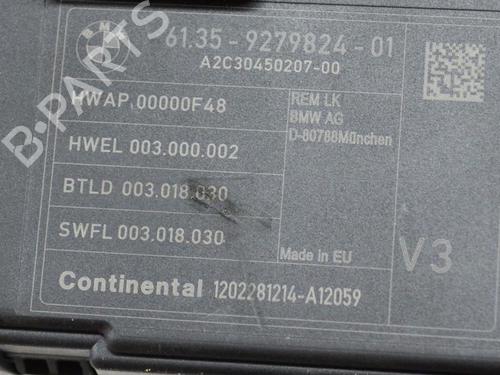 BMW
61.35 - 9279824 - 01
A2C30450207-00
HWAP 00000F48
HWEL 003.000.002
BTLD 003.018.030
SWFL 003.018.030
REM LK
BMW AG
D-80788München
Made in EU
V3
Continental 1202281214-A12059